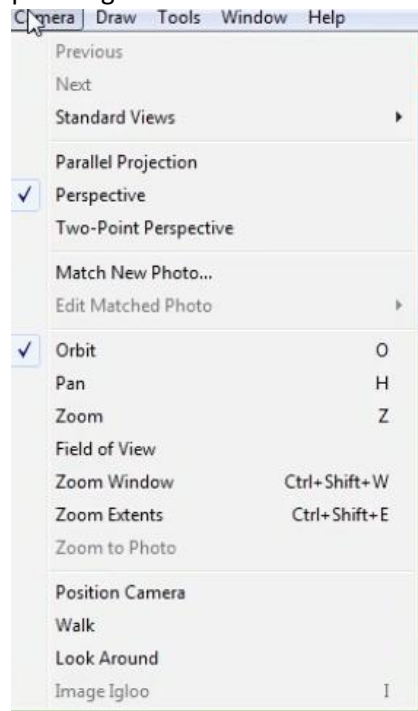 Camera Draw Tools Window Help
Previous
Next
Standard Views
Parallel Projection
Perspective
Two-Point Perspective
Match New Photo...
Edit Matched Photo
Orbit O
Pan H
Zoom Z
Field of View
Zoom Window Ctrl+Shift+W
Zoom Extents Ctrl+Shift+E
Zoom to Photo
Position Camera
Walk
Look Around
Image Igloo I